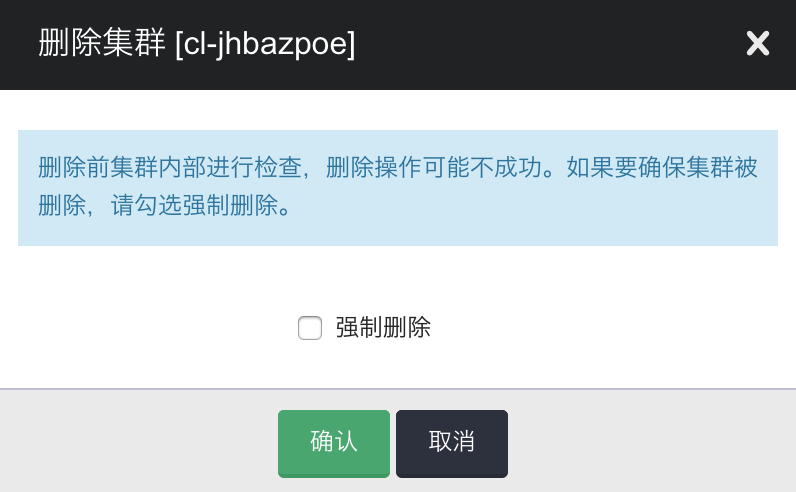 删除集群 [cl-jhbazpoe]
删除前集群内部进行检查，删除操作可能不成功。如果要确保集群被
删除，请勾选强制删除。
强制删除
确认 取消